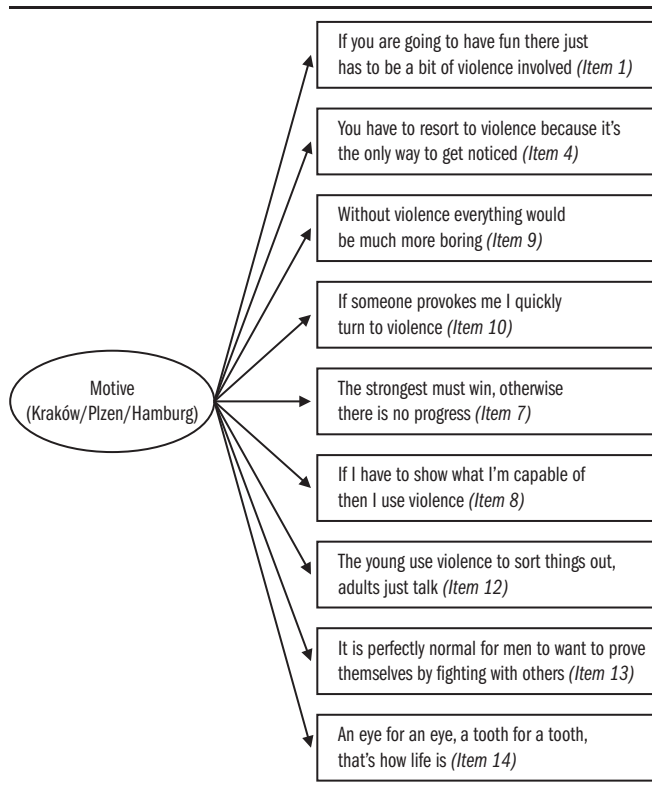 If you are going to have fun there just
has to be a bit of violence involved (Item 1)
You have to resort to violence because it's
the only way to get noticed (Item 4)
Without violence everything would
be much more boring (Item 9)
If someone provokes me I quickly
turn to violence (Item 10)
Motive
(Kraków/Plzen/Hamburg)
The strongest must win, otherwise
there is no progress (Item 7)
If I have to show what I'm capable of
then I use violence (Item 8)
The young use violence to sort things out,
adults just talk (Item 12)
It is perfectly normal for men to want to prove
themselves by fighting with others (Item 13)
An eye for an eye, a tooth for a tooth,
that's how life is (Item 14)